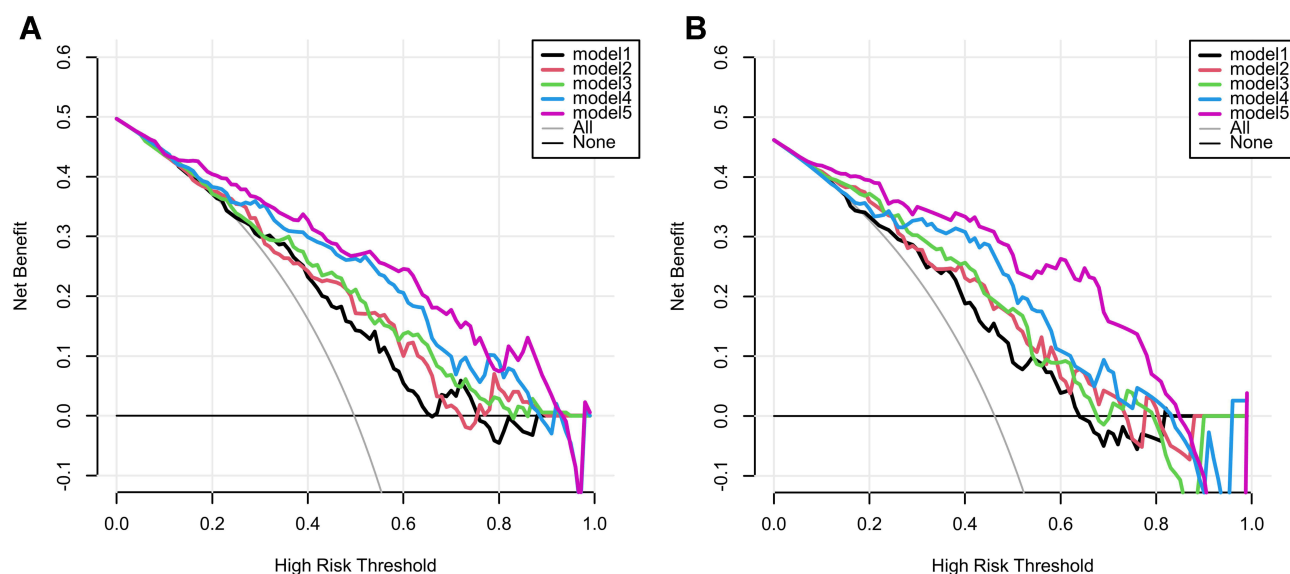 A
model1
model2
model3
model4
model5
All
None
0.6
0.5
0.4
0.3
0.2
0.1
0.0
-0.1
Net Benefit
0.0 0.2 0.4 0.6 0.8 1.0
High Risk Threshold
B
model1
model2
model3
model4
model5
All
None
0.6
0.5
0.4
0.3
0.2
0.1
0.0
-0.1
Net Benefit
0.0 0.2 0.4 0.6 0.8 1.0
High Risk Threshold